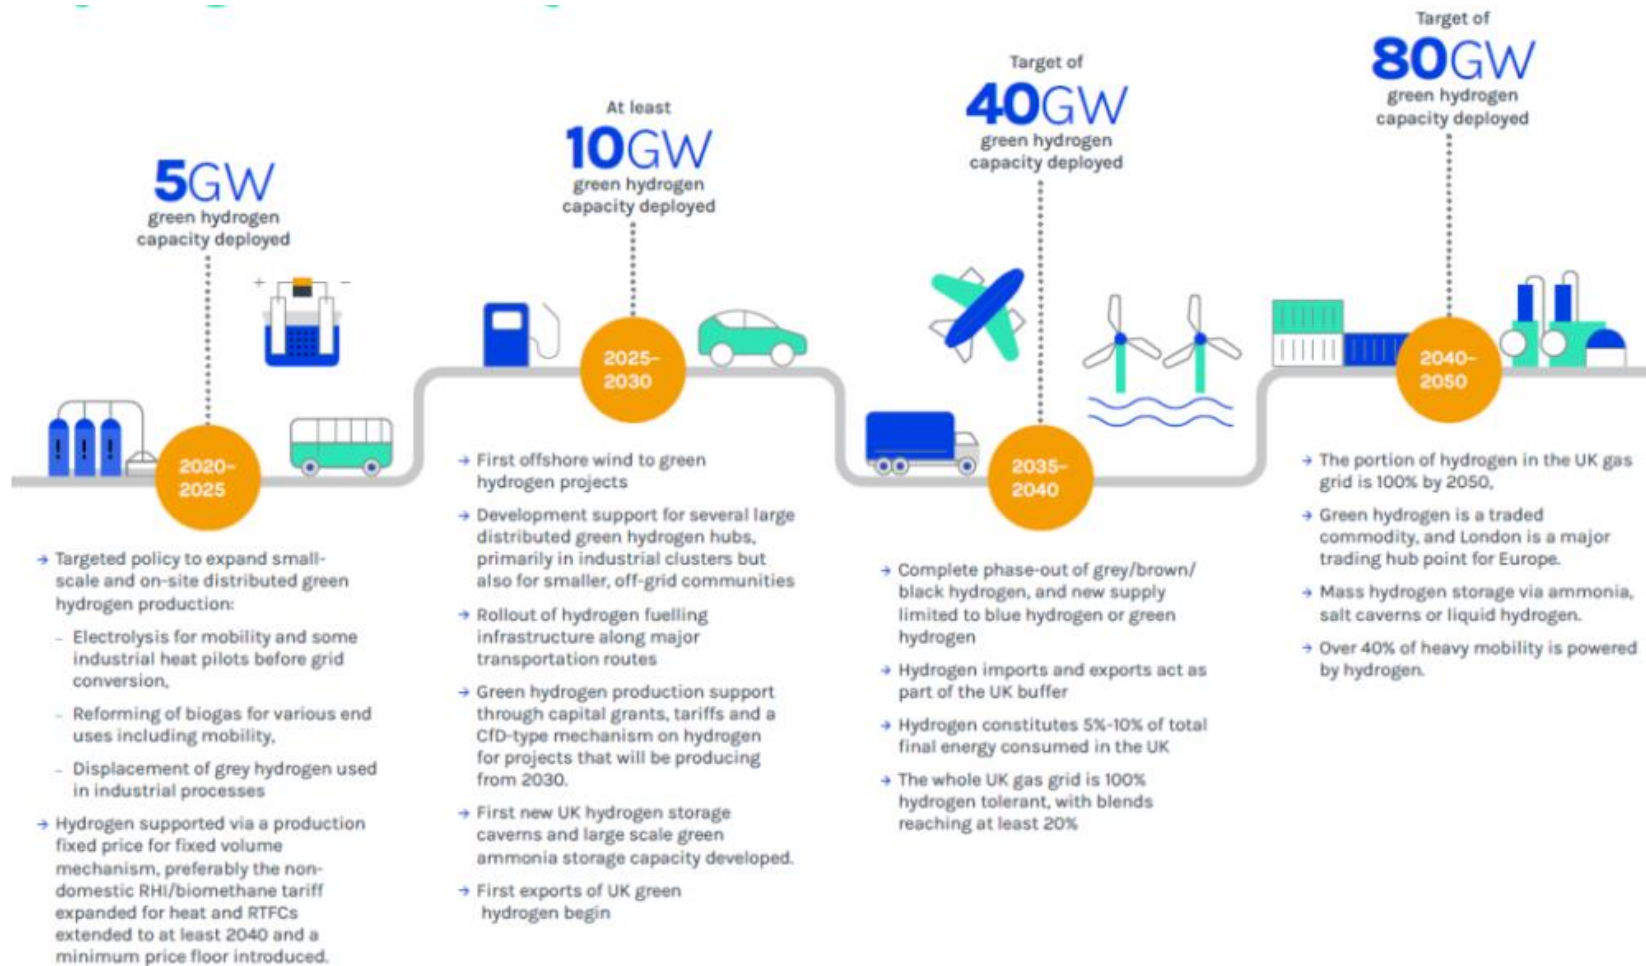 5GW
green hydrogen
capacity deployed
2020–
2025
→ Targeted policy to expand small-
scale and on-site distributed green
hydrogen production:
– Electrolysis for mobility and some
industrial heat pilots before grid
conversion,
– Reforming of biogas for various end
uses including mobility,
– Displacement of grey hydrogen used
in industrial processes
→ Hydrogen supported via a production
fixed price for fixed volume
mechanism, preferably the non-
domestic RHI/biomethane tariff
expanded for heat and RTFCs
extended to at least 2040 and a
minimum price floor introduced.
At least
10GW
green hydrogen
capacity deployed
2025–
2030
→ First offshore wind to green
hydrogen projects
→ Development support for several large
distributed green hydrogen hubs,
primarily in industrial clusters but
also for smaller, off-grid communities
→ Rollout of hydrogen fuelling
infrastructure along major
transportation routes
→ Green hydrogen production support
through capital grants, tariffs and a
CfD-type mechanism on hydrogen
for projects that will be producing
from 2030.
→ First new UK hydrogen storage
caverns and large scale green
ammonia storage capacity developed.
→ First exports of UK green
hydrogen begin
Target of
40GW
green hydrogen
capacity deployed
2035–
2040
→ Complete phase-out of grey/brown/
black hydrogen, and new supply
limited to blue hydrogen or green
hydrogen
→ Hydrogen imports and exports act as
part of the UK buffer
→ Hydrogen constitutes 5%-10% of total
final energy consumed in the UK
→ The whole UK gas grid is 100%
hydrogen tolerant, with blends
reaching at least 20%
Target of
80GW
green hydrogen
capacity deployed
2040–
2050
→ The portion of hydrogen in the UK gas
grid is 100% by 2050,
→ Green hydrogen is a traded
commodity, and London is a major
trading hub point for Europe.
→ Mass hydrogen storage via ammonia,
salt caverns or liquid hydrogen.
→ Over 40% of heavy mobility is powered
by hydrogen.